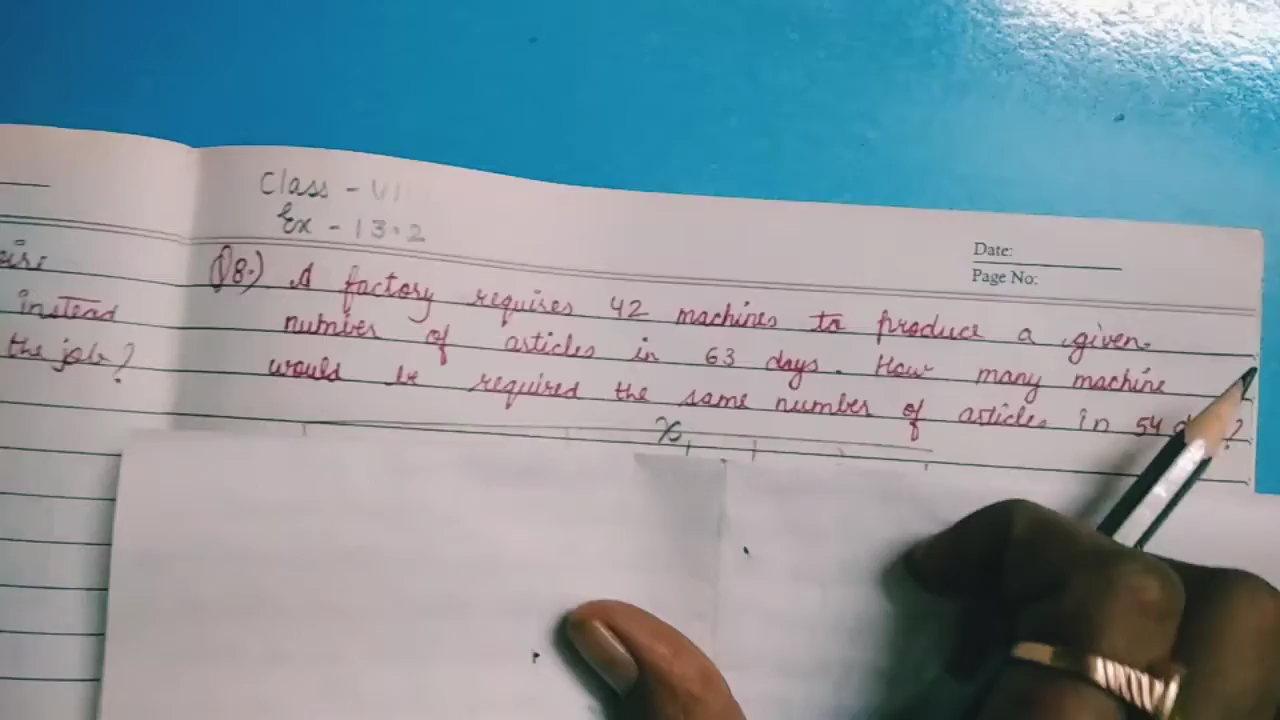 Class - VI
Ex - 13.2
Date:
Page No:
instead
the job?
Q8.) A factory requires 42 machines to produce a given
number of articles in 63 days. How many machine
would be required the same number of articles in 54 d ?
x